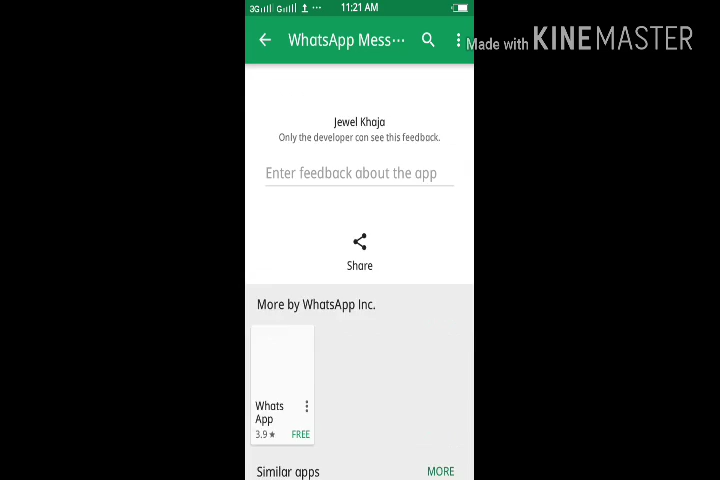 3G G 11:21 AM
WhatsApp Mess···
Made with KINEMASTER
Jewel Khaja
Only the developer can see this feedback.
Enter feedback about the app
Share
More by WhatsApp Inc.
Whats
App
3.9★ FREE
Similar apps MORE